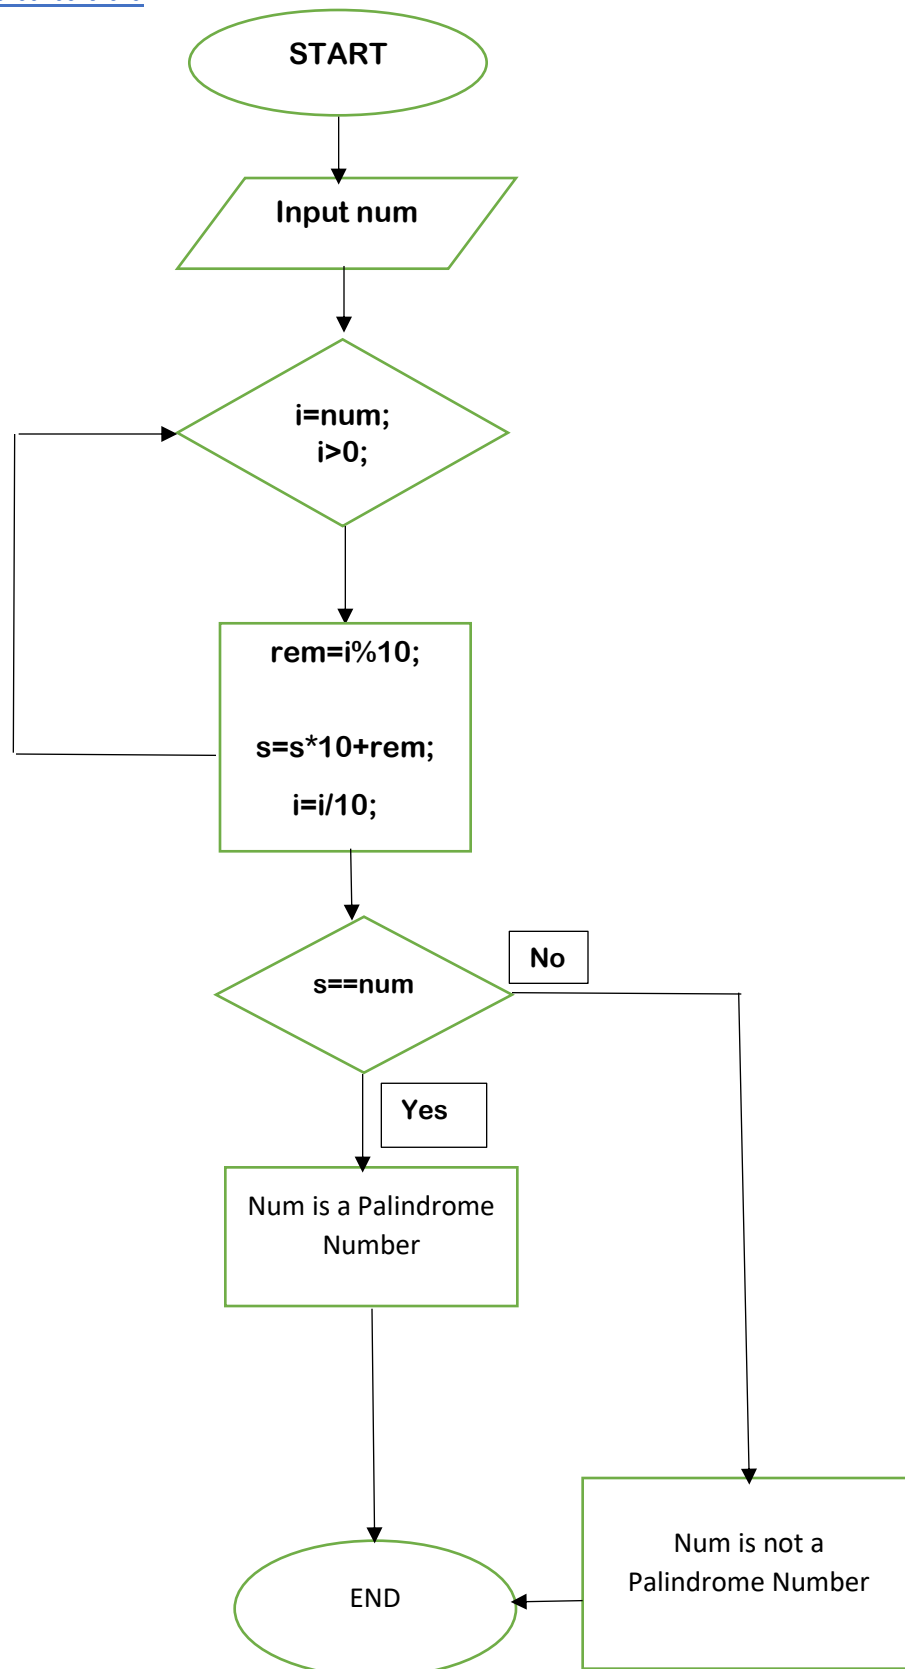 START
Input num
i=num;
i>0;
rem=i%10;
s=s*10+rem;
i=i/10;
s==num
No
Yes
Num is a Palindrome
Number
Num is not a
Palindrome Number
END